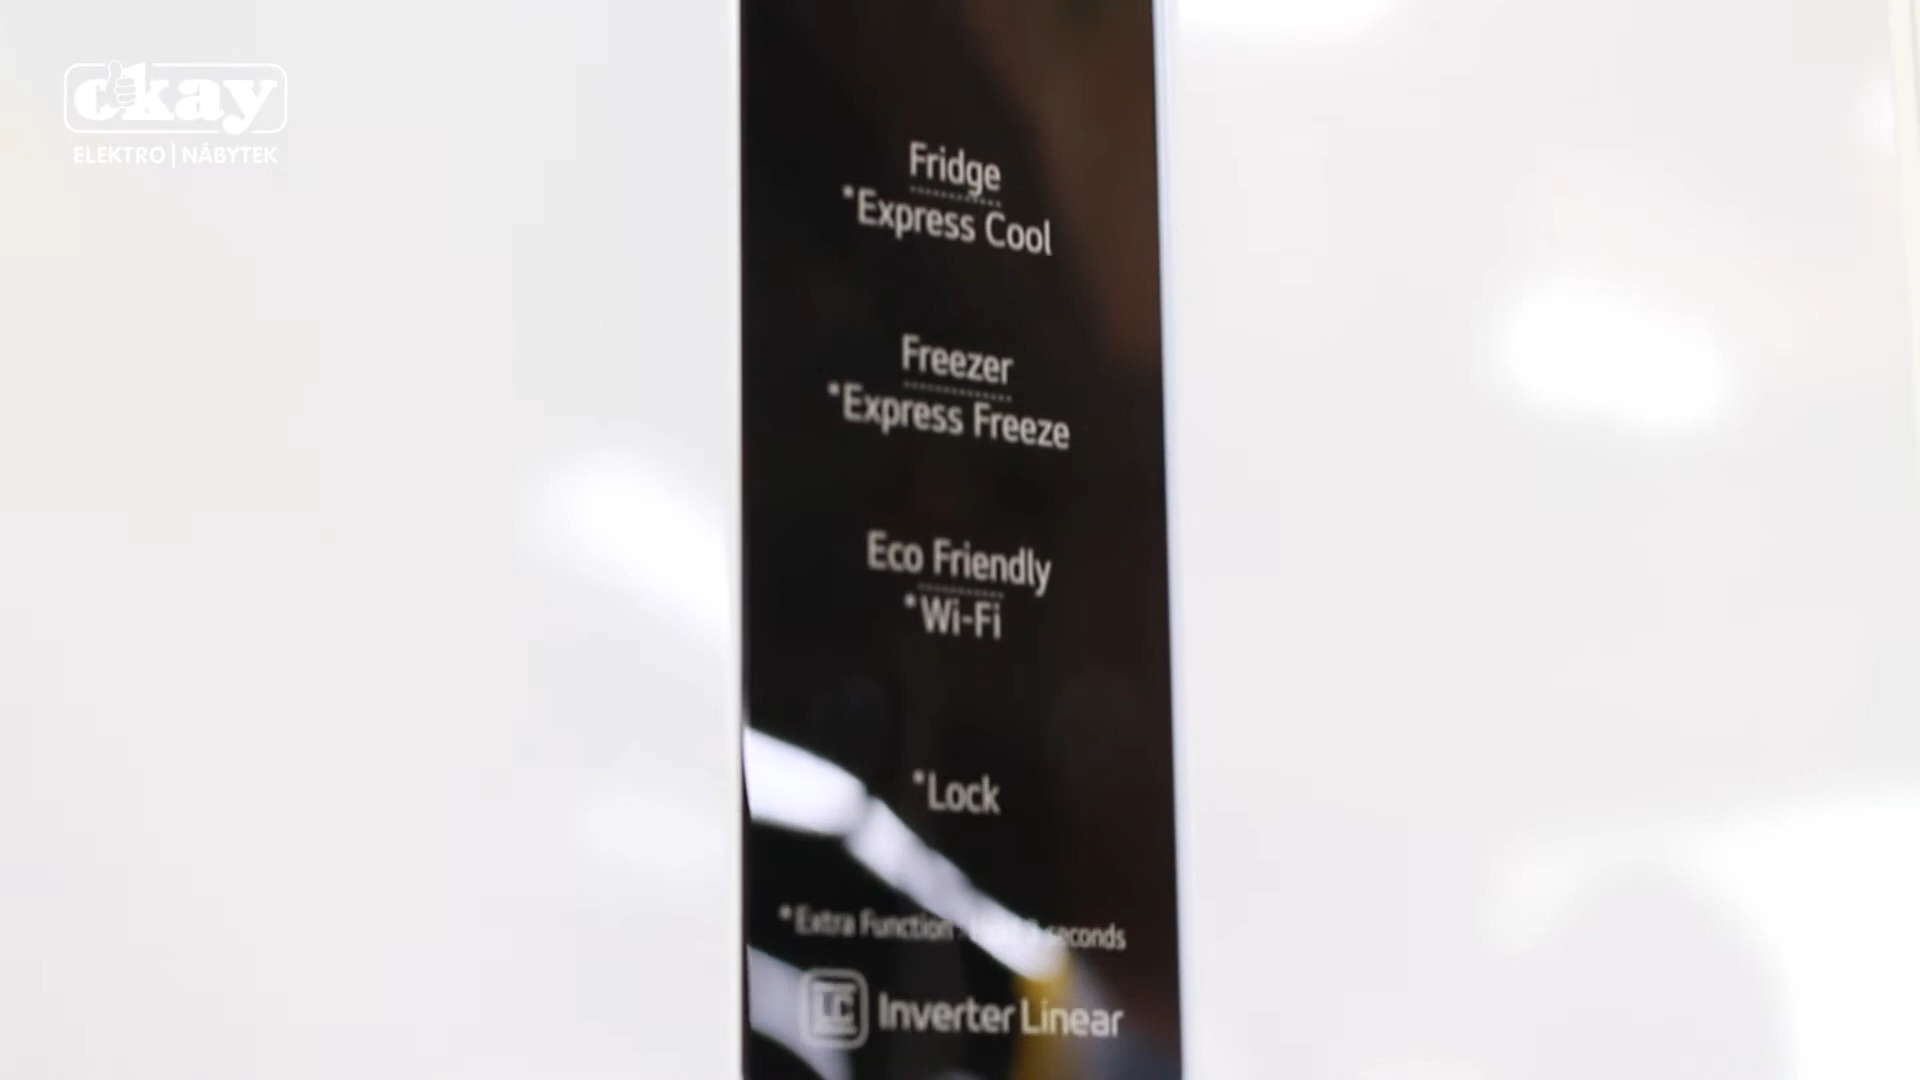 okay
ELEKTRO | NÁBYTEK
Fridge
*Express Cool
Freezer
*Express Freeze
Eco Friendly
*Wi-Fi
*Lock
*Extra Function seconds
LC Inverter Linear